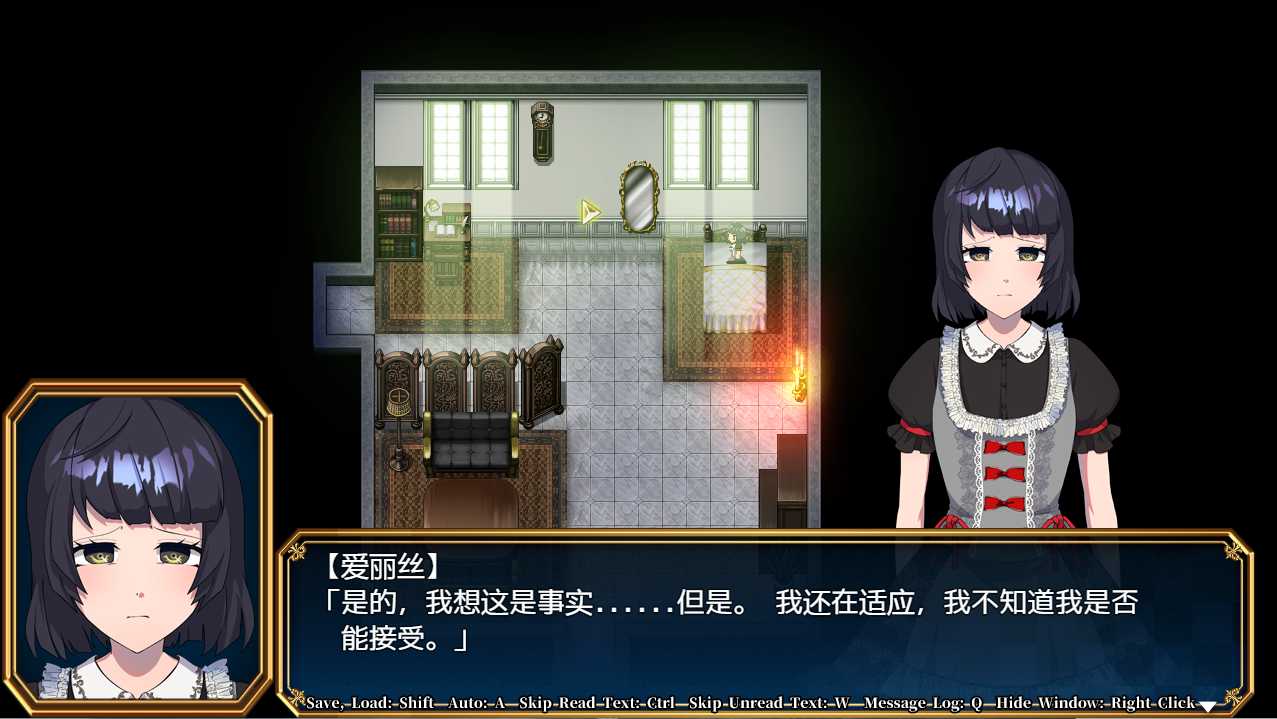 【爱丽丝】
「是的，我想这是事实......但是。 我还在适应，我不知道我是否
能接受。」
Save, Load: Shift Auto: A Skip Read Text: Ctrl Skip Unread Text: W Message Log: Q Hide Window: Right Click